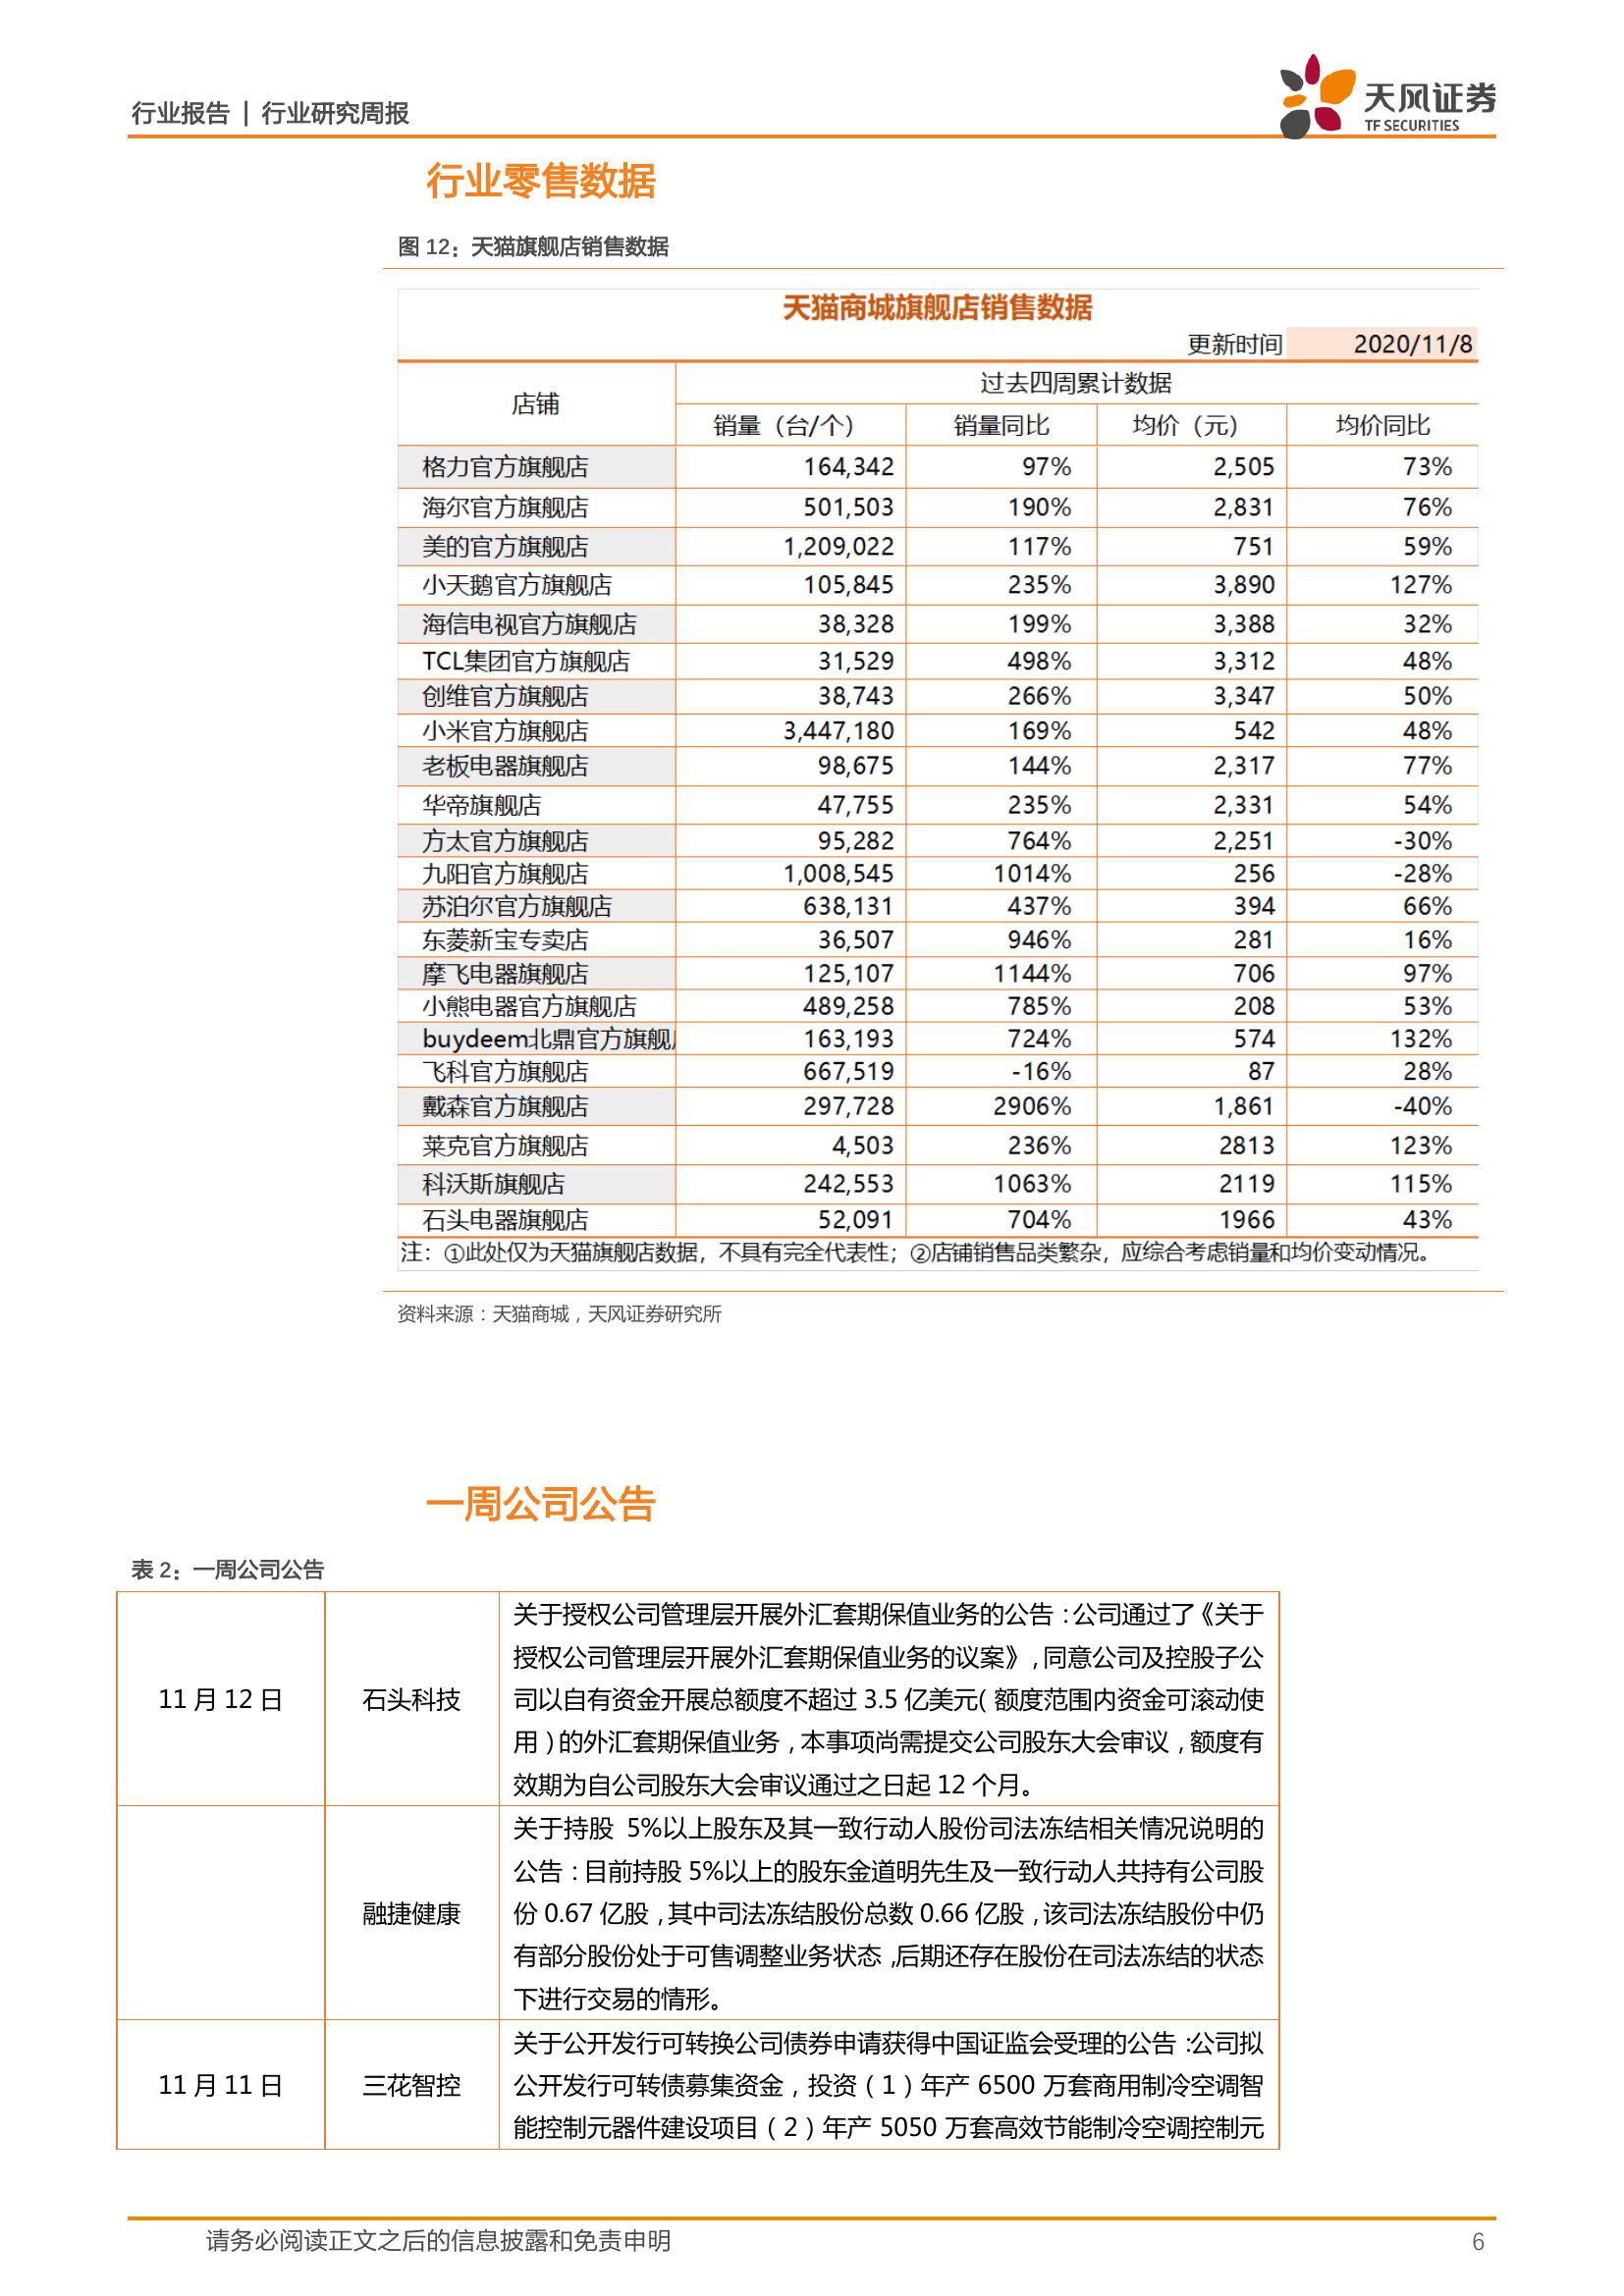 行业报告 | 行业研究周报
天风证券
TF SECURITIES
行业零售数据
图 12：天猫旗舰店销售数据
天猫商城旗舰店销售数据
更新时间 2020/11/8
店铺 过去四周累计数据
销量（台/个） 销量同比 均价（元） 均价同比
格力官方旗舰店 164,342 97% 2,505 73%
海尔官方旗舰店 501,503 190% 2,831 76%
美的官方旗舰店 1,209,022 117% 751 59%
小天鹅官方旗舰店 105,845 235% 3,890 127%
海信电视官方旗舰店 38,328 199% 3,388 32%
TCL集团官方旗舰店 31,529 498% 3,312 48%
创维官方旗舰店 38,743 266% 3,347 50%
小米官方旗舰店 3,447,180 169% 542 48%
老板电器旗舰店 98,675 144% 2,317 77%
华帝旗舰店 47,755 235% 2,331 54%
方太官方旗舰店 95,282 764% 2,251 -30%
九阳官方旗舰店 1,008,545 1014% 256 -28%
苏泊尔官方旗舰店 638,131 437% 394 66%
东菱新宝专卖店 36,507 946% 281 16%
摩飞电器旗舰店 125,107 1144% 706 97%
小熊电器官方旗舰店 489,258 785% 208 53%
buydeem北鼎官方旗舰 163,193 724% 574 132%
飞科官方旗舰店 667,519 -16% 87 28%
戴森官方旗舰店 297,728 2906% 1,861 -40%
莱克官方旗舰店 4,503 236% 2813 123%
科沃斯旗舰店 242,553 1063% 2119 115%
石头电器旗舰店 52,091 704% 1966 43%
注：①此处仅为天猫旗舰店数据，不具有完全代表性；②店铺销售品类繁杂，应综合考虑销量和均价变动情况。
资料来源：天猫商城，天风证券研究所
一周公司公告
表 2：一周公司公告
11 月 12 日 石头科技 关于授权公司管理层开展外汇套期保值业务的公告：公司通过了《关于
授权公司管理层开展外汇套期保值业务的议案》，同意公司及控股子公
司以自有资金开展总额度不超过 3.5 亿美元（额度范围内资金可滚动使
用）的外汇套期保值业务，本事项尚需提交公司股东大会审议，额度有
效期为自公司股东大会审议通过之日起 12 个月。
融捷健康 关于持股 5%以上股东及其一致行动人股份司法冻结相关情况说明的
公告：目前持股 5%以上的股东金道明先生及一致行动人共持有公司股
份 0.67 亿股，其中司法冻结股份总数 0.66 亿股，该司法冻结股份中仍
有部分股份处于可售调整业务状态，后期还存在股份在司法冻结的状态
下进行交易的情形。
11 月 11 日 三花智控 关于公开发行可转换公司债券申请获得中国证监会受理的公告：公司拟
公开发行可转债募集资金，投资（1）年产 6500 万套商用制冷空调智
能控制元器件建设项目（2）年产 5050 万套高效节能制冷空调控制元
请务必阅读正文之后的信息披露和免责申明 6